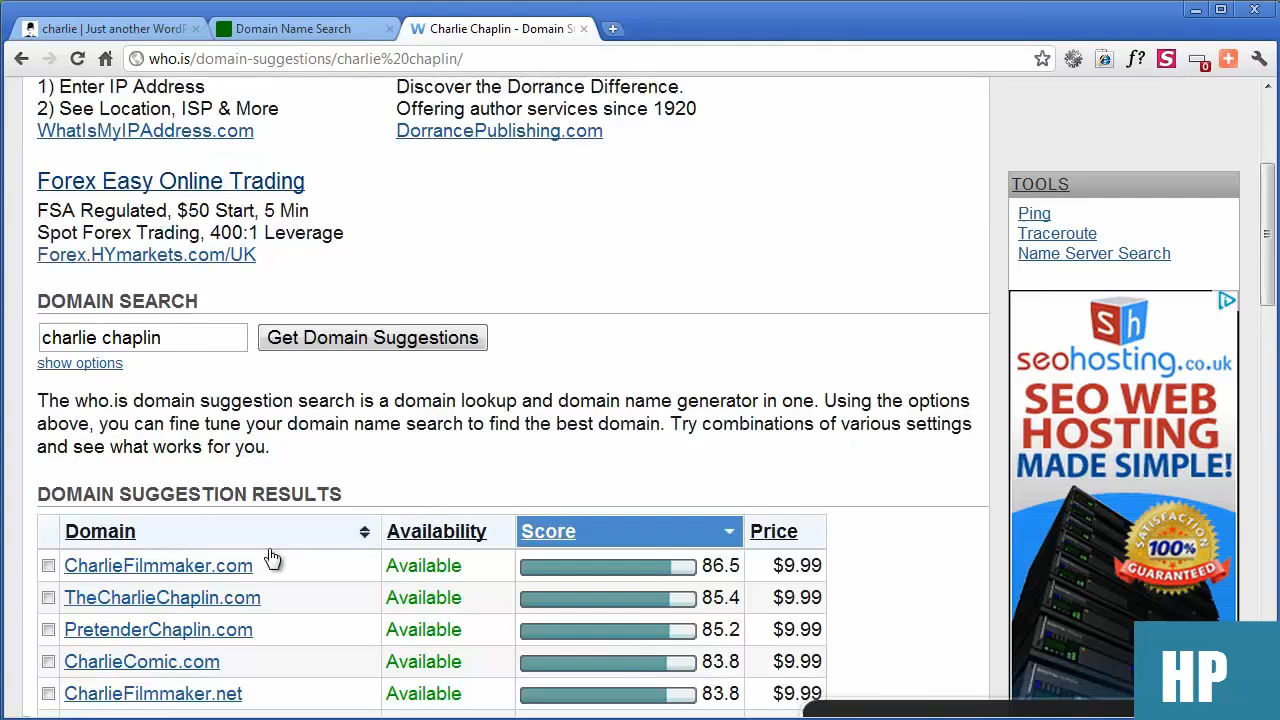 charlie | Just another WordP
Domain Name Search
Charlie Chaplin - Domain S
who.is/domain-suggestions/charlie%20chaplin/
1) Enter IP Address
2) See Location, ISP & More
WhatIsMyIPAddress.com
Discover the Dorrance Difference.
Offering author services since 1920
DorrancePublishing.com
Forex Easy Online Trading
FSA Regulated, $50 Start, 5 Min
Spot Forex Trading, 400:1 Leverage
Forex.HYmarkets.com/UK
DOMAIN SEARCH
charlie chaplin Get Domain Suggestions
show options
The who.is domain suggestion search is a domain lookup and domain name generator in one. Using the options
above, you can fine tune your domain name search to find the best domain. Try combinations of various settings
and see what works for you.
DOMAIN SUGGESTION RESULTS
Domain Availability Score Price
CharlieFilmmaker.com Available 86.5 $9.99
TheCharlieChaplin.com Available 85.4 $9.99
PretenderChaplin.com Available 85.2 $9.99
CharlieComic.com Available 83.8 $9.99
CharlieFilmmaker.net Available 83.8 $9.99
TOOLS
Ping
Traceroute
Name Server Search
Sh
seohosting.co.uk
SEO WEB
HOSTING
MADE SIMPLE!
SATISFACTION
100%
GUARANTEED
HP
f?
S
0
W